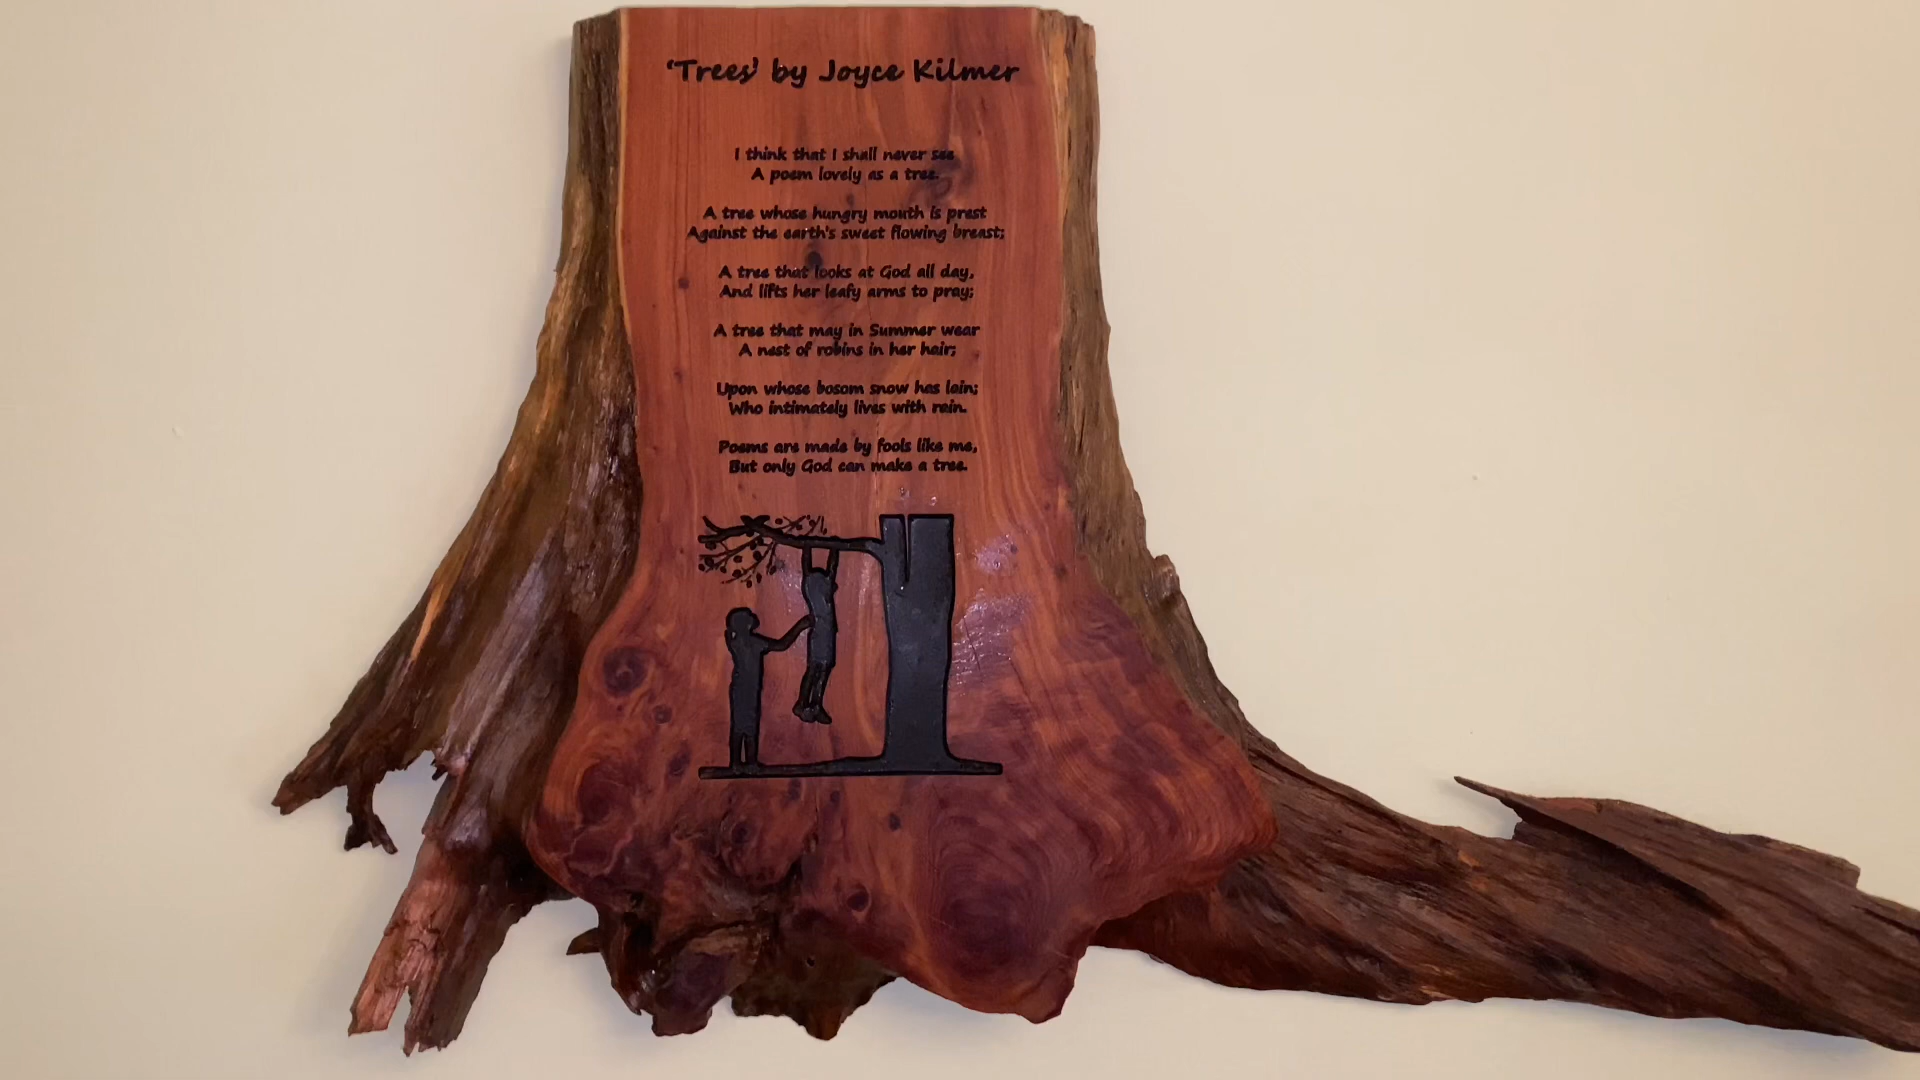 ‘Trees’ by Joyce Kilmer
I think that I shall never see
A poem lovely as a tree.
A tree whose hungry mouth is prest
Against the earth's sweet flowing breast;
A tree that looks at God all day,
And lifts her leafy arms to pray;
A tree that may in Summer wear
A nest of robins in her hair;
Upon whose bosom snow has lain;
Who intimately lives with rain.
Poems are made by fools like me,
But only God can make a tree.